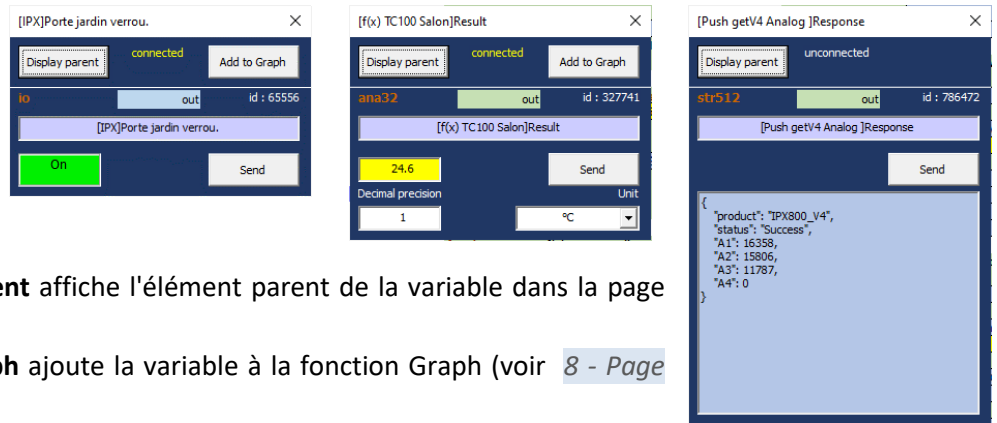 [IPX]Porte jardin verrou.
Display parent connected Add to Graph
io out id : 65556
[IPX]Porte jardin verrou.
On Send
[f(x) TC100 Salon]Result
Display parent connected Add to Graph
ana32 out id : 327741
[f(x) TC100 Salon]Result
24.6 Send
Decimal precision Unit
1 °C
[Push getV4 Analog ]Response
Display parent unconnected
str512 out id : 786472
[Push getV4 Analog ]Response
Send
{
"product": "IPX800_V4",
"status": "Success",
"A1": 16358,
"A2": 15806,
"A3": 11787,
"A4": 0
}
ent affiche l'élément parent de la variable dans la page
ph ajoute la variable à la fonction Graph (voir 8 - Page